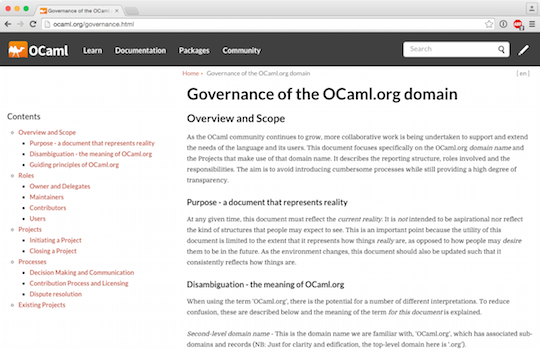 Governance of the OCaml
ocaml.org/governance.html
OCaml Learn Documentation Packages Community Search
Home » Governance of the OCaml.org domain [ en ]
Governance of the OCaml.org domain
Contents
Overview and Scope
Purpose - a document that represents reality
Disambiguation - the meaning of OCaml.org
Guiding principles of OCaml.org
Roles
Owner and Delegates
Maintainers
Contributors
Users
Projects
Initiating a Project
Closing a Project
Processes
Decision Making and Communication
Contribution Process and Licensing
Dispute resolution
Existing Projects
Overview and Scope
As the OCaml community continues to grow, more collaborative work is being undertaken to support and extend
the needs of the language and its users. This document focuses specifically on the OCaml.org domain name and
the Projects that make use of that domain name. It describes the reporting structure, roles involved and the
responsibilities. The aim is to avoid introducing cumbersome processes while still providing a high degree of
transparency.
Purpose - a document that represents reality
At any given time, this document must reflect the current reality. It is not intended to be aspirational nor reflect
the kind of structures that people may expect to see. This is an important point because the utility of this
document is limited to the extent that it represents how things really are, as opposed to how people may desire
them to be in the future. As the environment changes, this document should also be updated such that it
consistently reflects how things are.
Disambiguation - the meaning of OCaml.org
When using the term 'OCaml.org', there is the potential for a number of different interpretations. To reduce
confusion, these are described below and the meaning of the term for this document is explained.
Second-level domain name - This is the domain name we are familiar with, 'OCaml.org', which has associated sub-
domains and records (NB: Just for clarity and edification, the top-level domain here is '.org').